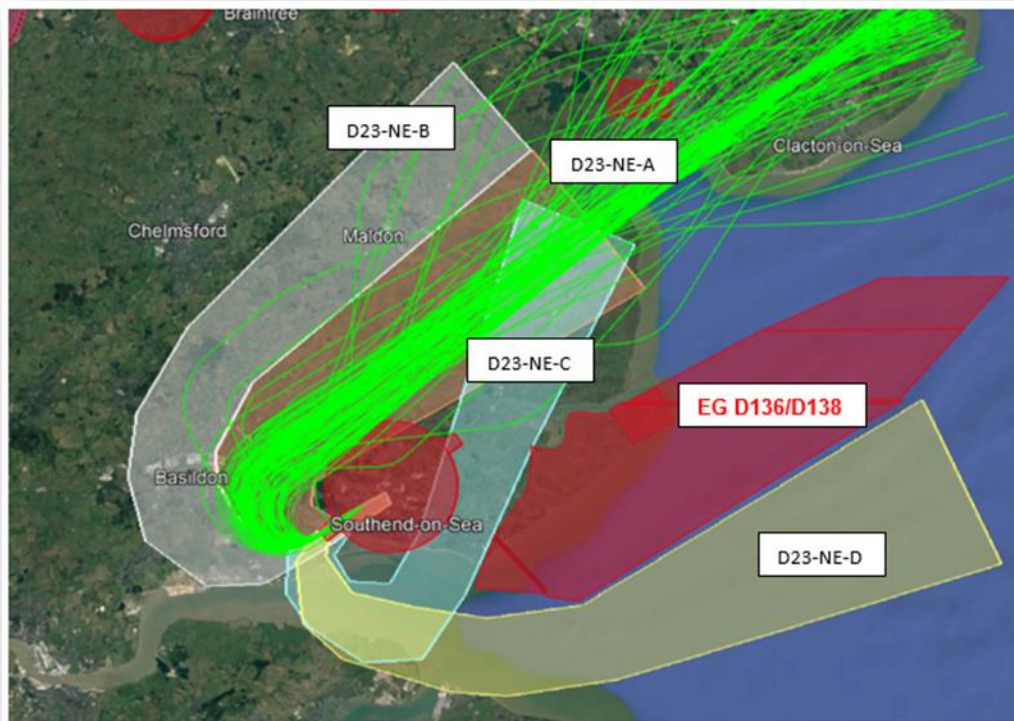 Braintree
D23-NE-B
D23-NE-A
Clacton-on-Sea
Chelmsford
Maldon
D23-NE-C
EG D136/D138
Basildon
Southend-on-Sea
D23-NE-D